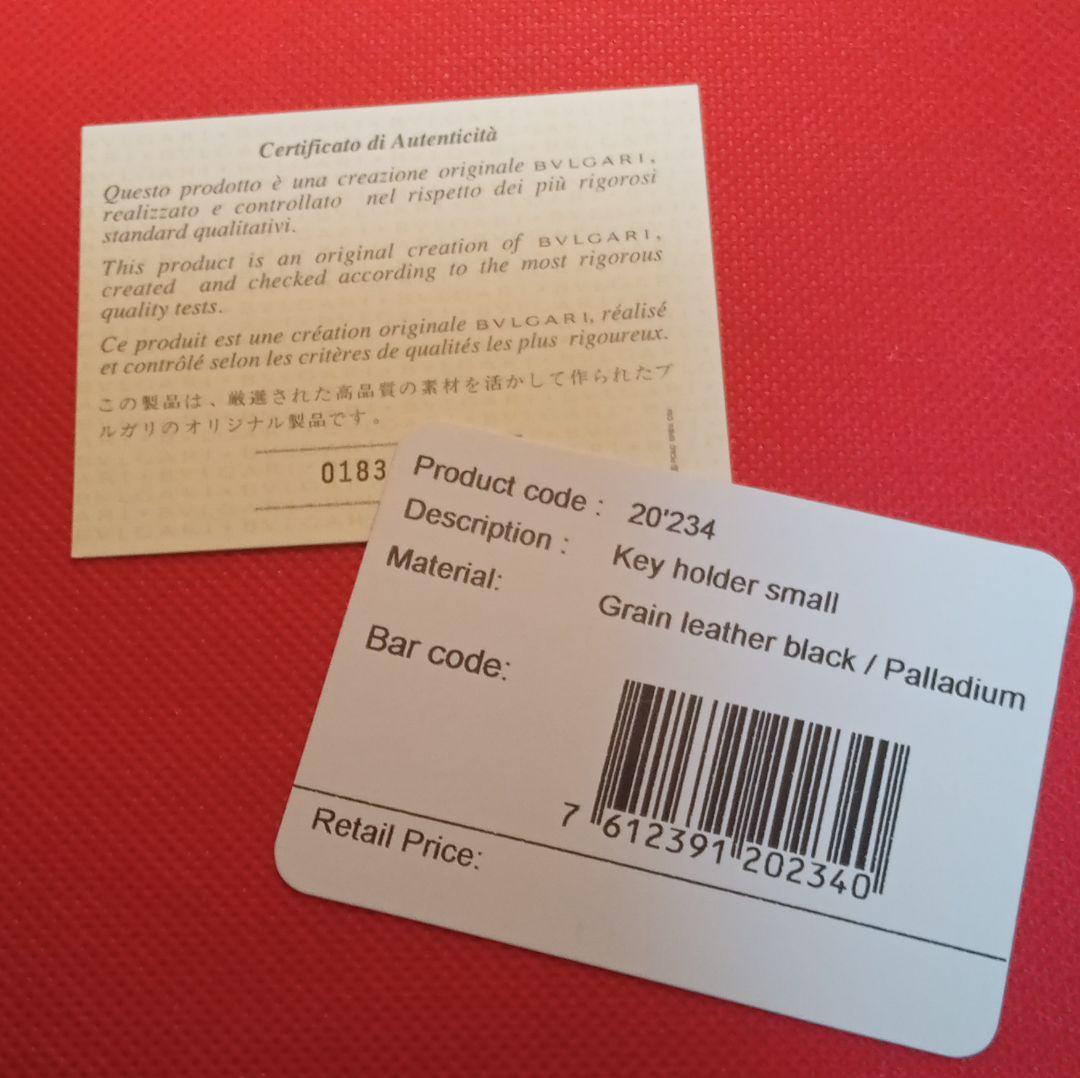 Certificato di Autenticità
Questo prodotto è una creazione originale BVLGARI,
realizzato e controllato nel rispetto dei più rigorosi
standard qualitativi.
This product is an original creation of BVLGARI,
created and checked according to the most rigorous
quality tests.
Ce produit est une création originale BVLGARI, réalisé
et contrôlé selon les critères de qualités les plus rigoureux.
この製品は、厳選された高品質の素材を活かして作られたブ
ルガリのオリジナル製品です。
0183
Product code : 20'234
Description : Key holder small
Material: Grain leather black / Palladium
Bar code:
7 612391 202340
Retail Price: